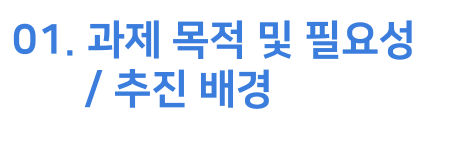 01. 과제 목적 및 필요성
/ 추진 배경